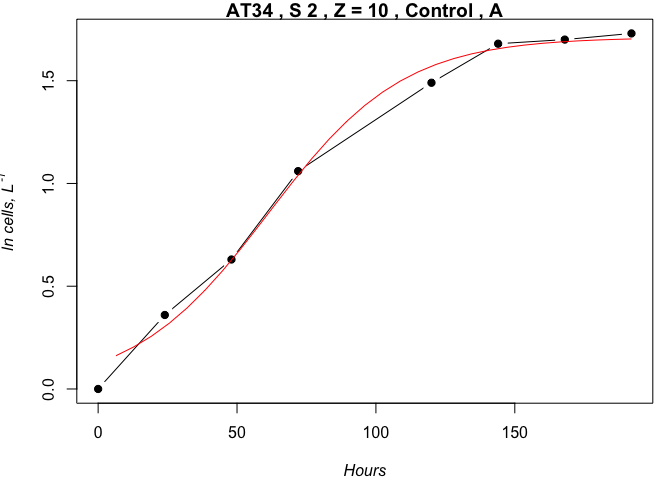 AT34 , S 2 , Z = 10 , Control , A
ln cells, L⁻¹
1.5
1.0
0.5
0.0
0 50 100 150
Hours